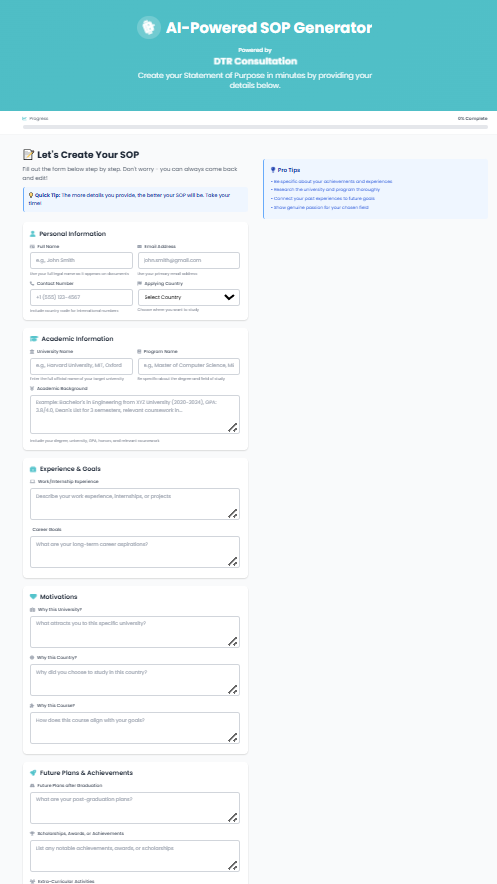 AI-Powered SOP Generator
Powered by
DTR Consultation
Create your Statement of Purpose in minutes by providing your
details below.
Progress
0% Complete
Let's Create Your SOP
Fill out the form below step by step. Don't worry - you can always come back
and edit!
Quick Tip: The more details you provide, the better your SOP will be. Take your
time!
Pro Tips
• Be specific about your achievements and experiences
• Research the university and program thoroughly
• Connect your past experiences to future goals
• Show genuine passion for your chosen field
Personal Information
Full Name
Email Address
e.g., John Smith
johnsmith@gmail.com
Use your full legal name as it appears on documents
Use your primary email address
Contact Number
Applying Country
+1 (555) 123-4567
Select Country
Include country code for international numbers
Choose where you want to study
Academic Information
University Name
Program Name
e.g., Harvard University, MIT, Oxford
e.g., Master of Computer Science, M
Enter the full official name of your target university
Be specific about the degree and field of study
Academic Background
Example: Bachelor's in Engineering from XYZ University (2020-2024), GPA:
3.8/4.0, Dean's list for 2 semesters, relevant coursework in...
Include your degree, university, GPA, honors, and relevant coursework
Experience & Goals
Work/Internship Experience
Describe your work experience, internships, or projects
Career Goals
What are your long-term career aspirations?
Motivations
Why this University?
What attracts you to this specific university?
Why this Country?
Why did you choose to study in this country?
Why this Course?
How does this course align with your goals?
Future Plans & Achievements
Future Plans after Graduation
What are your post-graduation plans?
Scholarships, Awards, or Achievements
List any notable achievements, awards, or scholarships
Extra-Curricular Activities